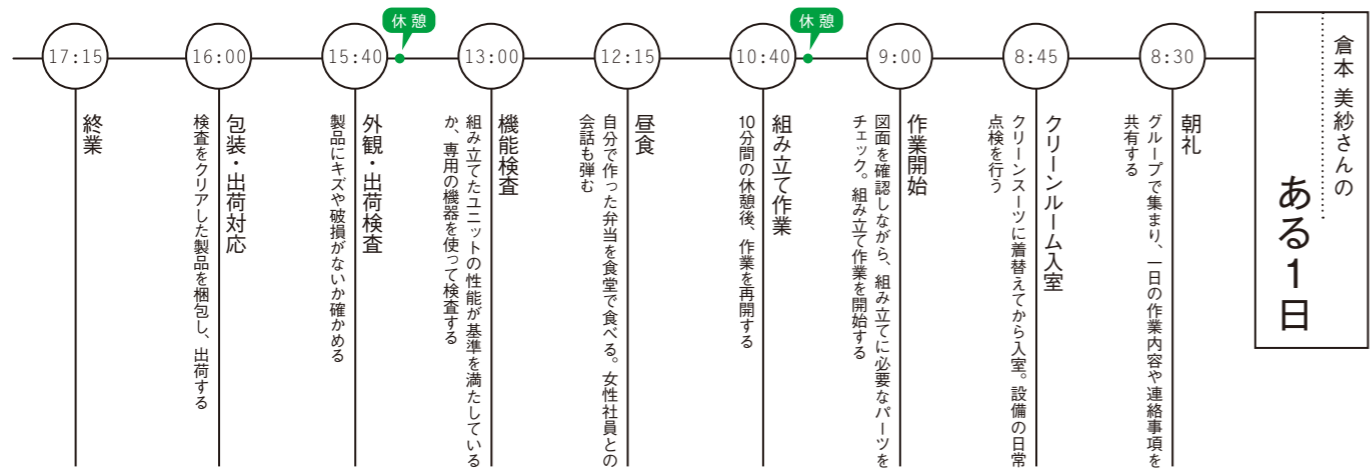 倉本 美紗さんの
ある1日
8:30
朝礼
グループで集まり、一日の作業内容や連絡事項を
共有する
8:45
クリーンルーム入室
クリーンスーツに着替えてから入室。設備の日常
点検を行う
9:00
作業開始
図面を確認しながら、組み立てに必要なパーツを
チェック。組み立て作業を開始する
休憩
10:40
組み立て作業
10分間の休憩後、作業を再開する
12:15
昼食
自分で作った弁当を食堂で食べる。女性社員との
会話も弾む
13:00
機能検査
組み立てたユニットの性能が基準を満たしている
か、専用の機器を使って検査する
休憩
15:40
外観・出荷検査
製品にキズや破損がないか確かめる
16:00
包装・出荷対応
検査をクリアした製品を梱包し、出荷する
17:15
終業